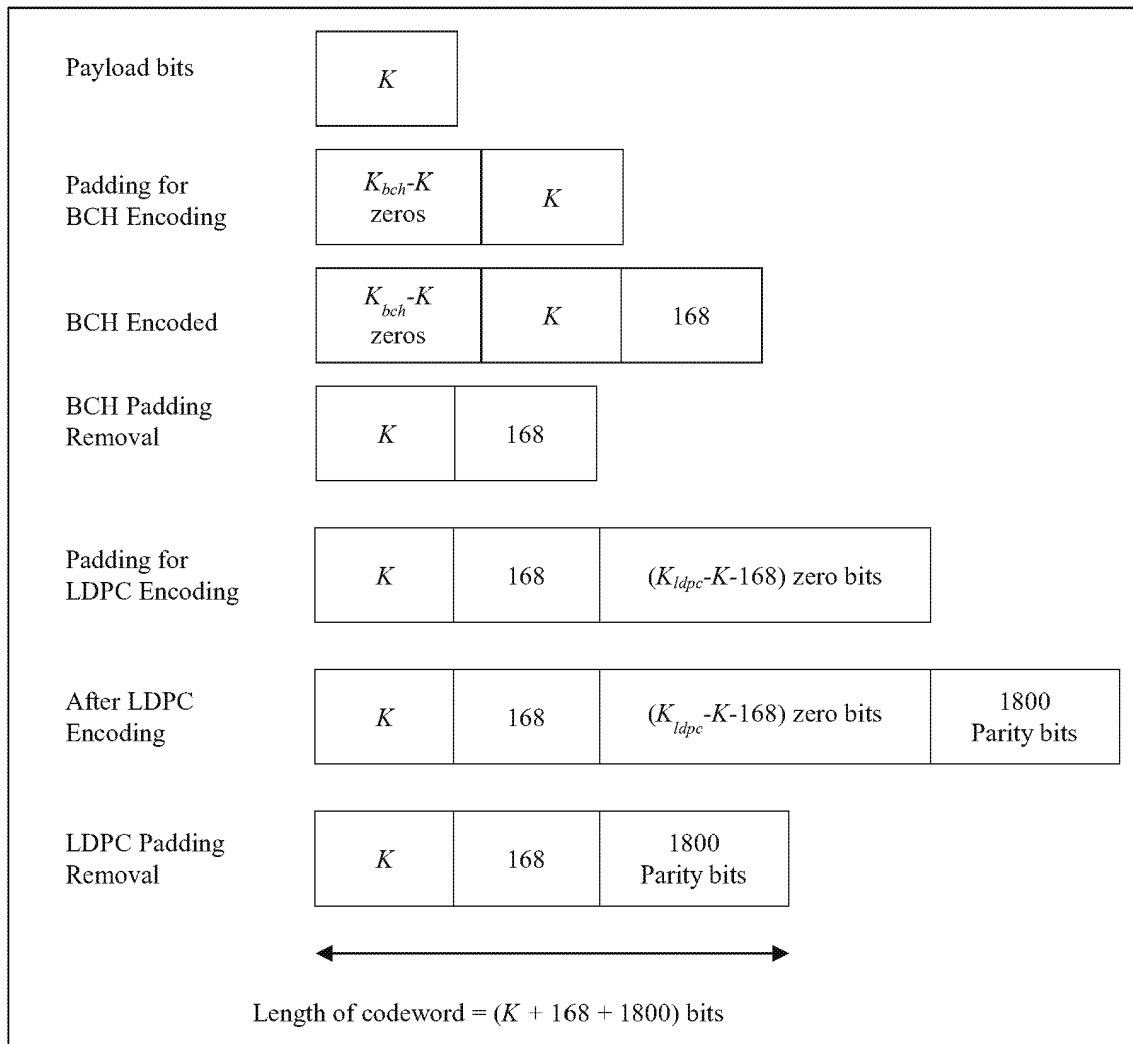 Payload bits
K
Padding for
BCH Encoding
K_bch-K
zeros
K
BCH Encoded
K_bch-K
zeros
K
168
BCH Padding
Removal
K
168
Padding for
LDPC Encoding
K
168
(K_ldpc-K-168) zero bits
After LDPC
Encoding
K
168
(K_ldpc-K-168) zero bits
1800
Parity bits
LDPC Padding
Removal
K
168
1800
Parity bits
Length of codeword = (K + 168 + 1800) bits